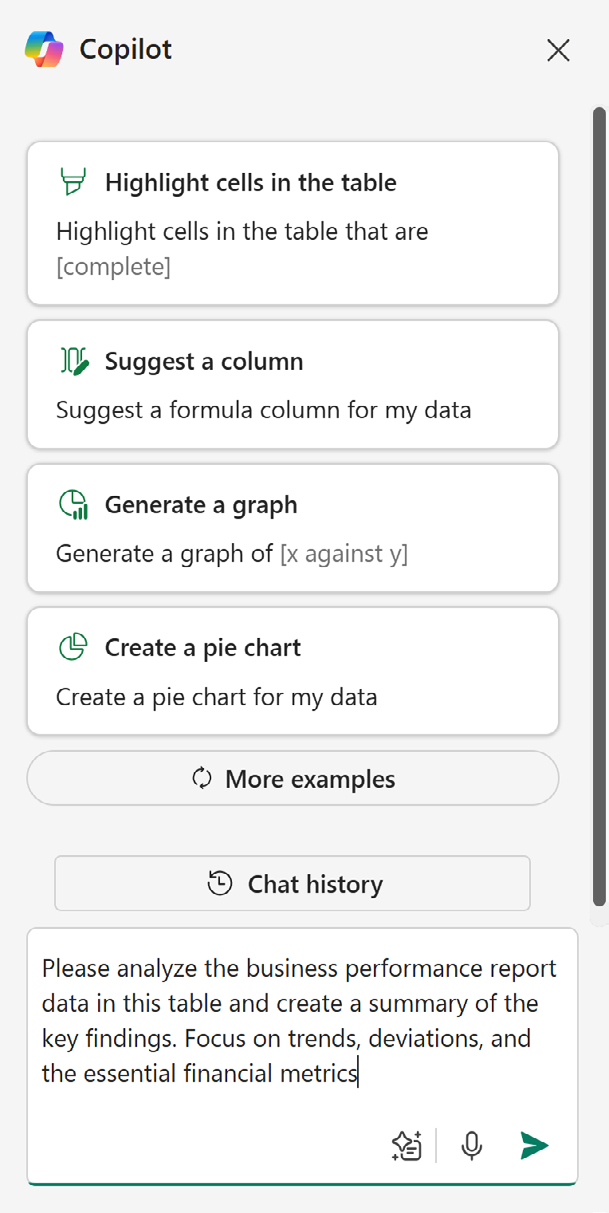 Copilot
Highlight cells in the table
Highlight cells in the table that are
[complete]
Suggest a column
Suggest a formula column for my data
Generate a graph
Generate a graph of [x against y]
Create a pie chart
Create a pie chart for my data
More examples
Chat history
Please analyze the business performance report
data in this table and create a summary of the
key findings. Focus on trends, deviations, and
the essential financial metrics